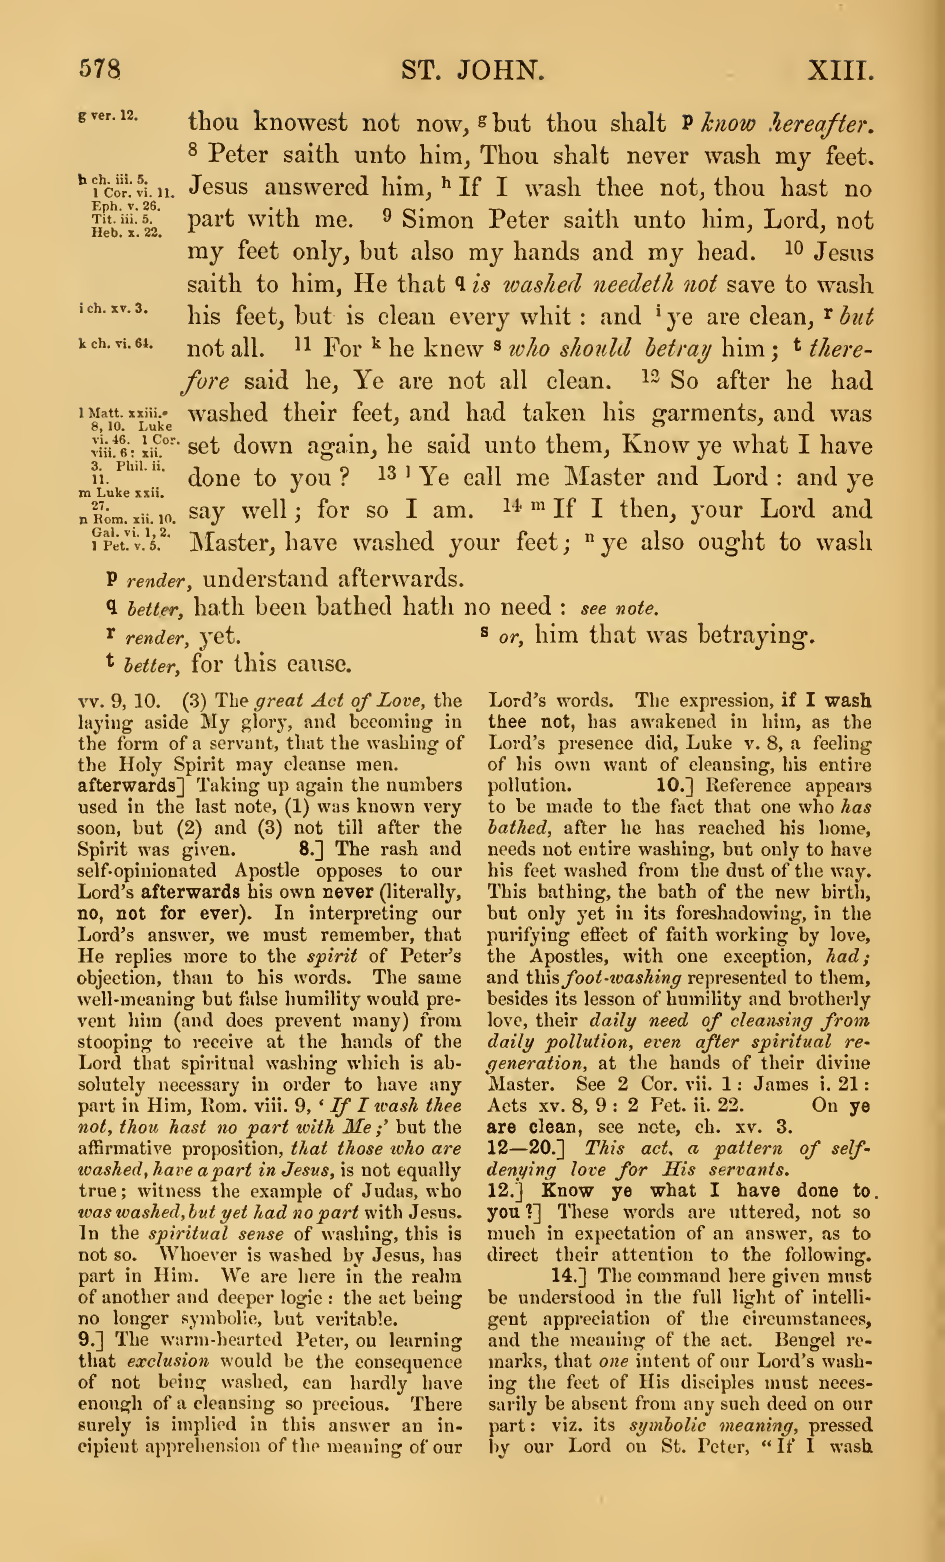 578
ST. JOHN.
XIII.
g ver. 12.
thou knowest not now, g but thou shalt p know hereafter.
8 Peter saith unto him, Thou shalt never wash my feet.
h ch. iii. 5.
1 Cor. vi. 11.
Eph. v. 26.
Tit. iii. 5.
Heb. x. 22.
Jesus answered him, h If I wash thee not, thou hast no
part with me. 9 Simon Peter saith unto him, Lord, not
my feet only, but also my hands and my head. 10 Jesus
saith to him, He that q is washed needeth not save to wash
i ch. xv. 3.
his feet, but is clean every whit : and i ye are clean, r but
k ch. vi. 64.
not all. 11 For k he knew s who should betray him ; t there-
fore said he, Ye are not all clean. 12 So after he had
l Matt. xxiii.
8, 10. Luke
vi. 46. 1 Cor.
viii. 6 : xii.
3. Phil. ii.
11.
m Luke xxii.
27.
n Rom. xii. 10.
Gal. vi. 1, 2.
1 Pet. v. 5.
washed their feet, and had taken his garments, and was
set down again, he said unto them, Know ye what I have
done to you ? 13 l Ye call me Master and Lord : and ye
say well ; for so I am. 14 m If I then, your Lord and
Master, have washed your feet ; n ye also ought to wash
p render, understand afterwards.
q better, hath been bathed hath no need : see note.
r render, yet.
s or, him that was betraying.
t better, for this cause.
vv. 9, 10. (3) The great Act of Love, the
laying aside My glory, and becoming in
the form of a servant, that the washing of
the Holy Spirit may cleanse men.
afterwards] Taking up again the numbers
used in the last note, (1) was known very
soon, but (2) and (3) not till after the
Spirit was given. 8.] The rash and
self-opinionated Apostle opposes to our
Lord's afterwards his own never (literally,
no, not for ever). In interpreting our
Lord's answer, we must remember, that
He replies more to the spirit of Peter's
objection, than to his words. The same
well-meaning but false humility would pre-
vent him (and does prevent many) from
stooping to receive at the hands of the
Lord that spiritual washing which is ab-
solutely necessary in order to have any
part in Him, Rom. viii. 9, ‘ If I wash thee
not, thou hast no part with Me ;’ but the
affirmative proposition, that those who are
washed, have a part in Jesus, is not equally
true ; witness the example of Judas, who
was washed, but yet had no part with Jesus.
In the spiritual sense of washing, this is
not so. Whoever is washed by Jesus, has
part in Him. We are here in the realm
of another and deeper logic : the act being
no longer symbolic, but veritable.
9.] The warm-hearted Peter, on learning
that exclusion would be the consequence
of not being washed, can hardly have
enough of a cleansing so precious. There
surely is implied in this answer an in-
cipient apprehension of the meaning of our
Lord's words. The expression, if I wash
thee not, has awakened in him, as the
Lord's presence did, Luke v. 8, a feeling
of his own want of cleansing, his entire
pollution. 10.] Reference appears
to be made to the fact that one who has
bathed, after he has reached his home,
needs not entire washing, but only to have
his feet washed from the dust of the way.
This bathing, the bath of the new birth,
but only yet in its foreshadowing, in the
purifying effect of faith working by love,
the Apostles, with one exception, had ;
and this foot-washing represented to them,
besides its lesson of humility and brotherly
love, their daily need of cleansing from
daily pollution, even after spiritual re-
generation, at the hands of their divine
Master. See 2 Cor. vii. 1 : James i. 21 :
Acts xv. 8, 9 : 2 Pet. ii. 22. On ye
are clean, see note, ch. xv. 3.
12—20.] This act, a pattern of self-
denying love for His servants.
12.] Know ye what I have done to
you ?] These words are uttered, not so
much in expectation of an answer, as to
direct their attention to the following.
14.] The command here given must
be understood in the full light of intelli-
gent appreciation of the circumstances,
and the meaning of the act. Bengel re-
marks, that one intent of our Lord's wash-
ing the feet of His disciples must neces-
sarily be absent from any such deed on our
part : viz. its symbolic meaning, pressed
by our Lord on St. Peter, “ If I wash